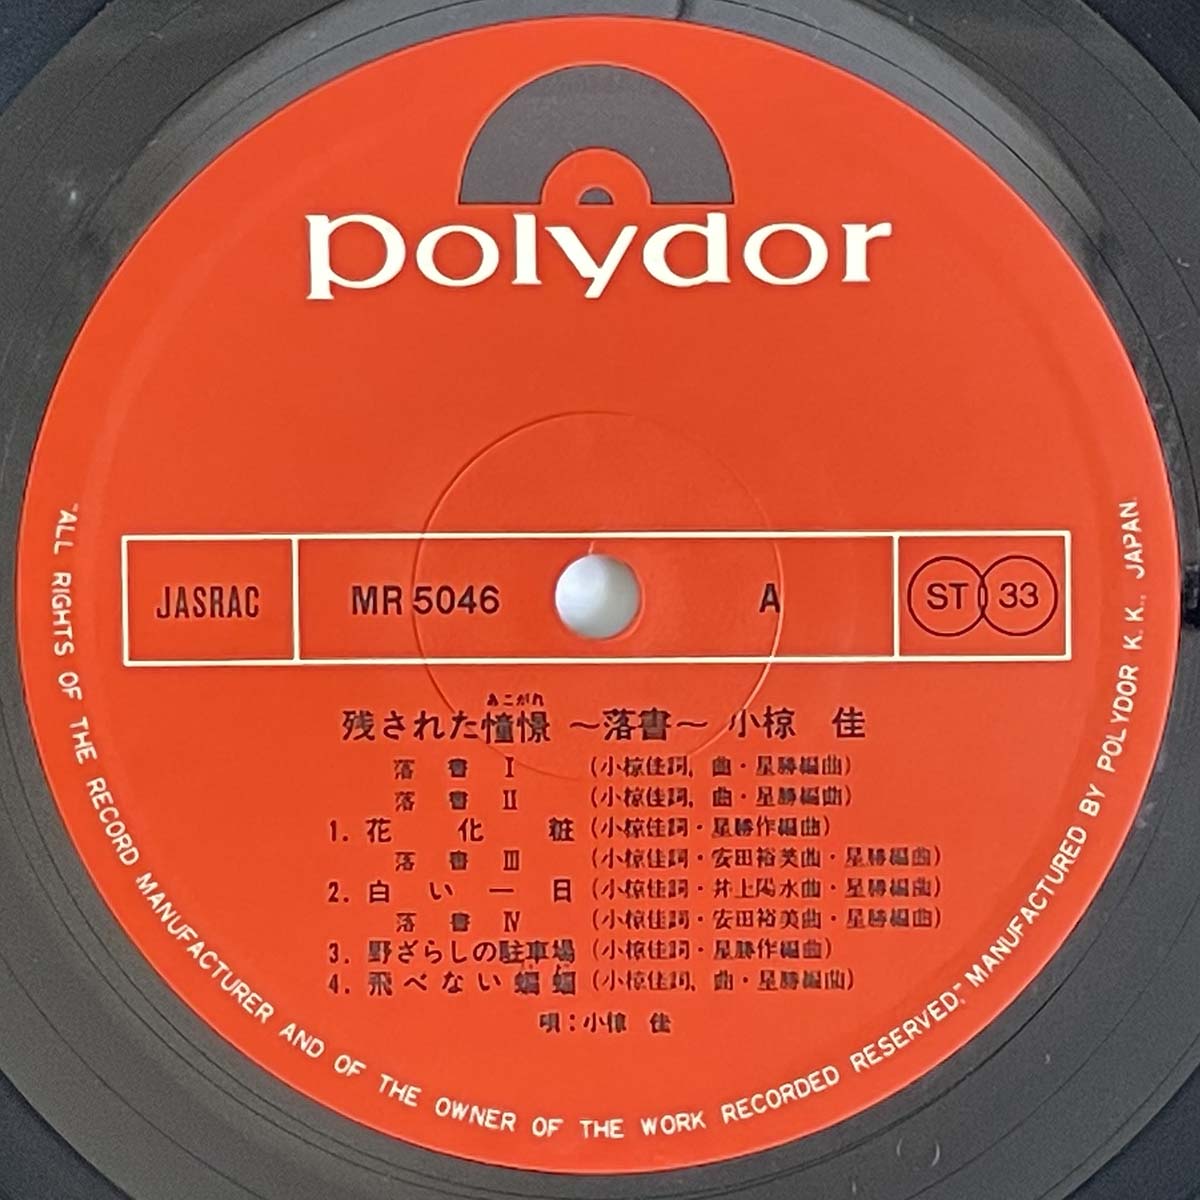 polydor
JASRAC MR 5046 A ST 33
あこがれ
残された憧憬 〜落書〜 小椋 佳
落書Ⅰ (小椋佳詞, 曲・星勝編曲)
落書Ⅱ (小椋佳詞, 曲・星勝編曲)
1. 花化粧 (小椋佳詞・星勝作編曲)
落書Ⅲ (小椋佳詞・安田裕美曲・星勝編曲)
2. 白い一日 (小椋佳詞・井上陽水曲・星勝編曲)
落書Ⅳ (小椋佳詞・安田裕美曲・星勝編曲)
3. 野ざらしの駐車場 (小椋佳詞・星勝作編曲)
4. 飛べない蝙蝠 (小椋佳詞, 曲・星勝編曲)
唄：小椋 佳
"ALL RIGHTS OF THE RECORD MANUFACTURER AND OF THE OWNER OF THE WORK RECORDED RESERVED," MANUFACTURED BY POLYDOR K. K., JAPAN.